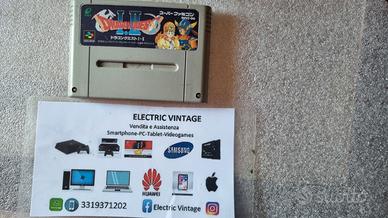 DRAGON QUEST I·II
スーパーファミコン
ドラゴンクエストI·II
ELECTRIC VINTAGE
Vendita e Assistenza
Smartphone-PC-Tablet-Videogames
SAMSUNG
HUAWEI
3319371202
Electric Vintage
subito